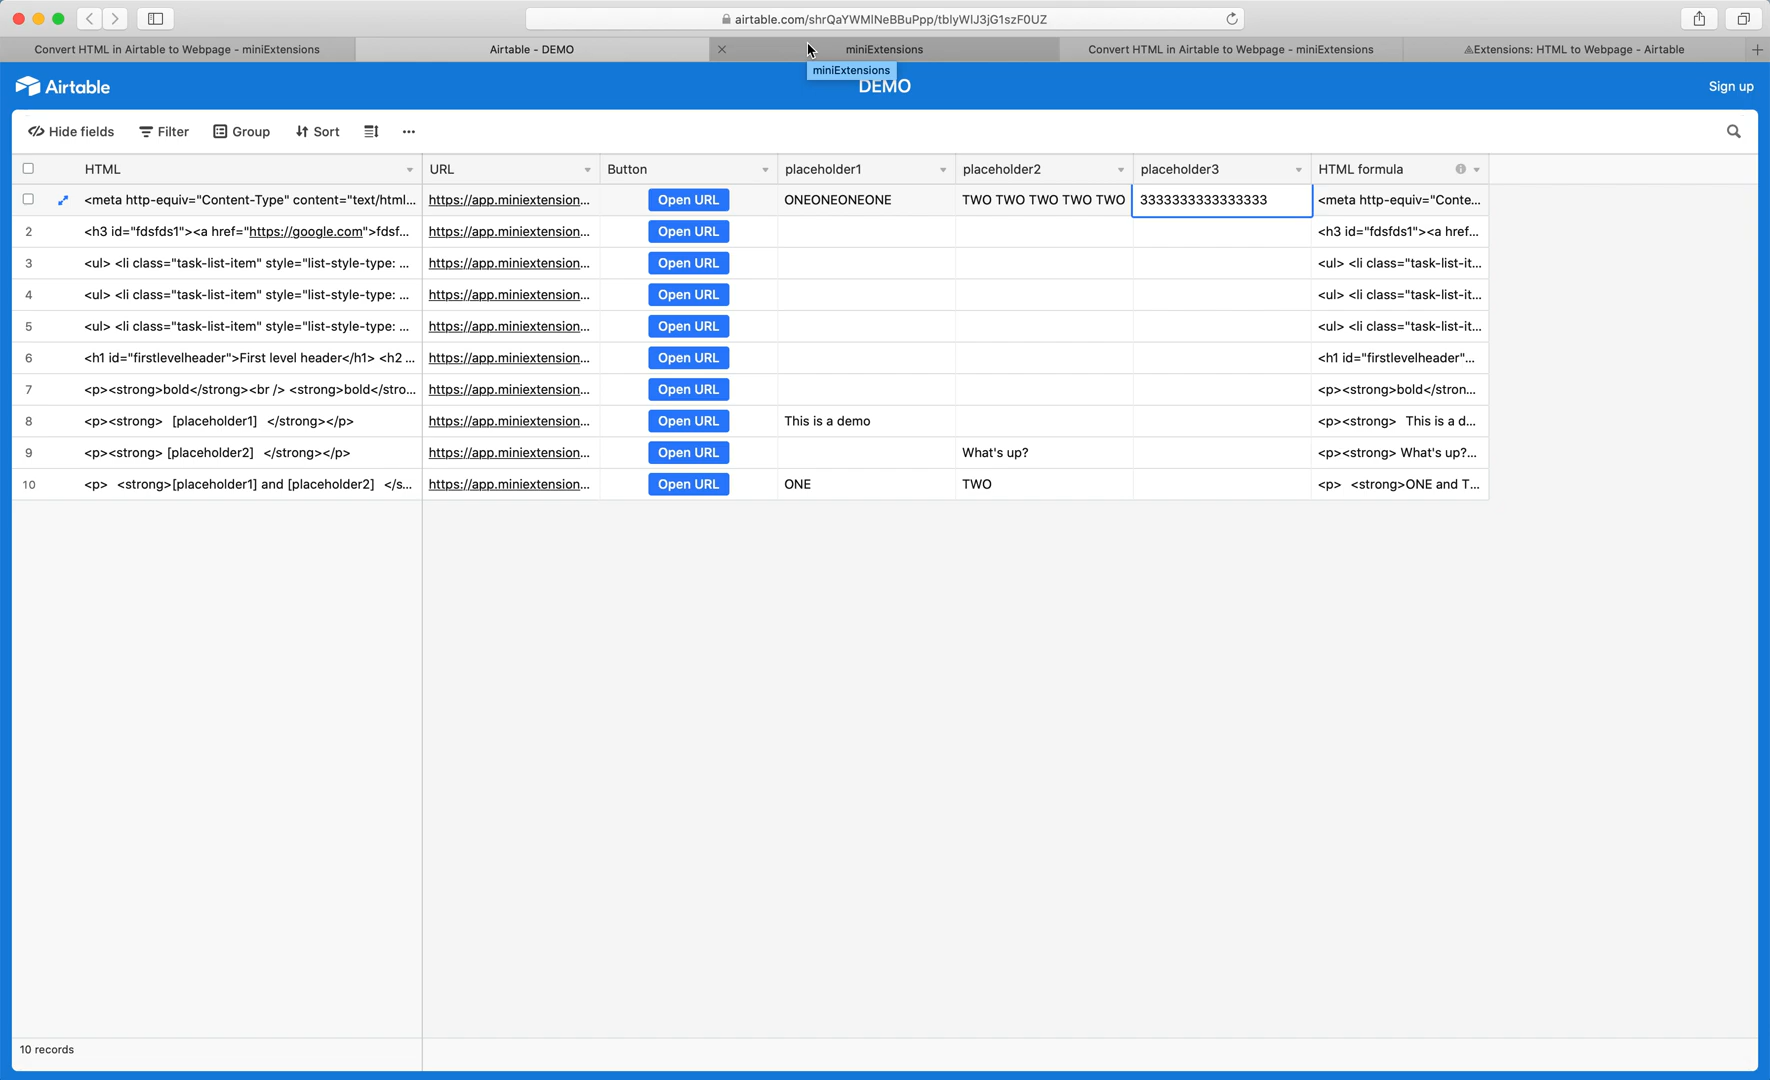 airtable.com/shrQaYWMlNeBBuPpp/tblyWlJ3jG1szF0UZ
Convert HTML in Airtable to Webpage - miniExtensions
Airtable - DEMO
miniExtensions
Convert HTML in Airtable to Webpage - miniExtensions
⩓Extensions: HTML to Webpage - Airtable
miniExtensions
Airtable
DEMO
Sign up
Hide fields
Filter
Group
Sort
HTML URL Button placeholder1 placeholder2 placeholder3 HTML formula
<meta http-equiv="Content-Type" content="text/html... https://app.miniextension... Open URL ONEONEONEONE TWO TWO TWO TWO TWO 3333333333333333 <meta http-equiv="Conte...
2 <h3 id="fdsfds1"><a href="https://google.com">fdsf... https://app.miniextension... Open URL <h3 id="fdsfds1"><a href...
3 <ul> <li class="task-list-item" style="list-style-type: ... https://app.miniextension... Open URL <ul> <li class="task-list-it...
4 <ul> <li class="task-list-item" style="list-style-type: ... https://app.miniextension... Open URL <ul> <li class="task-list-it...
5 <ul> <li class="task-list-item" style="list-style-type: ... https://app.miniextension... Open URL <ul> <li class="task-list-it...
6 <h1 id="firstlevelheader">First level header</h1> <h2 ... https://app.miniextension... Open URL <h1 id="firstlevelheader"...
7 <p><strong>bold</strong><br /> <strong>bold</stro... https://app.miniextension... Open URL <p><strong>bold</stron...
8 <p><strong> [placeholder1] </strong></p> https://app.miniextension... Open URL This is a demo <p><strong> This is a d...
9 <p><strong> [placeholder2] </strong></p> https://app.miniextension... Open URL What's up? <p><strong> What's up?...
10 <p> <strong>[placeholder1] and [placeholder2] </s... https://app.miniextension... Open URL ONE TWO <p> <strong>ONE and T...
10 records